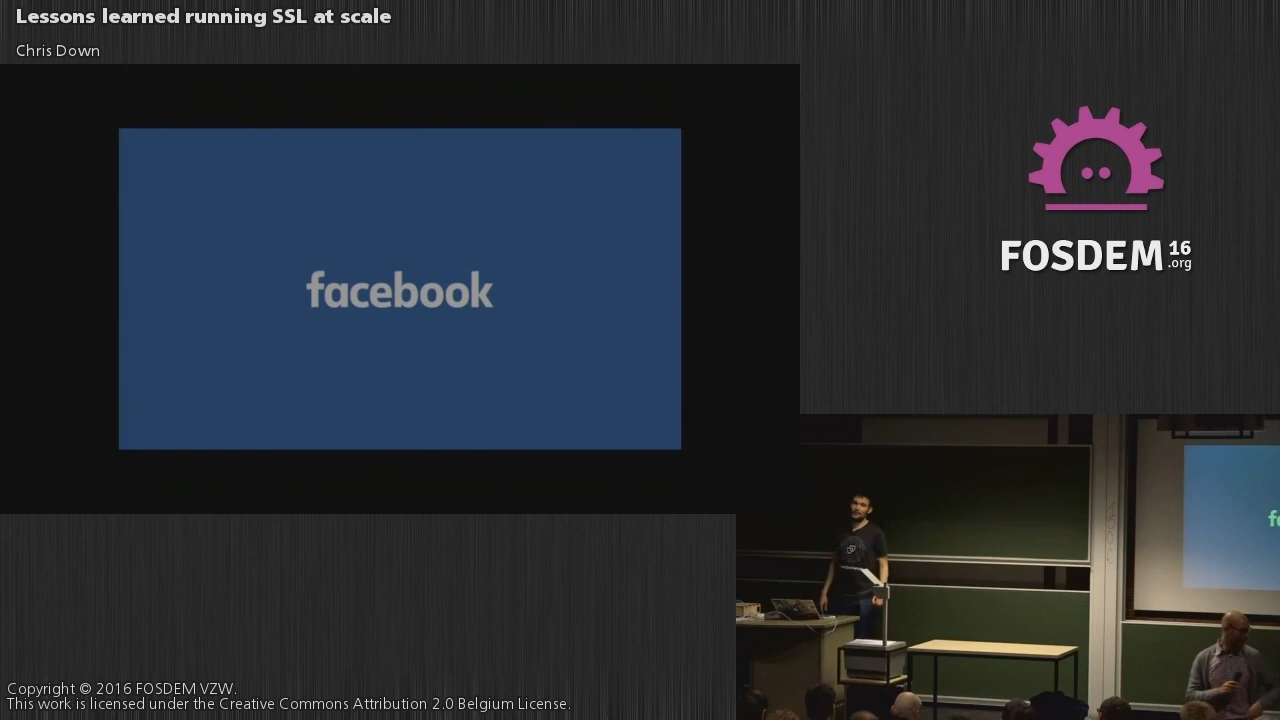 Lessons learned running SSL at scale
Chris Down
facebook
FOSDEM 16
.org
Copyright © 2016 FOSDEM VZW.
This work is licensed under the Creative Commons Attribution 2.0 Belgium License.